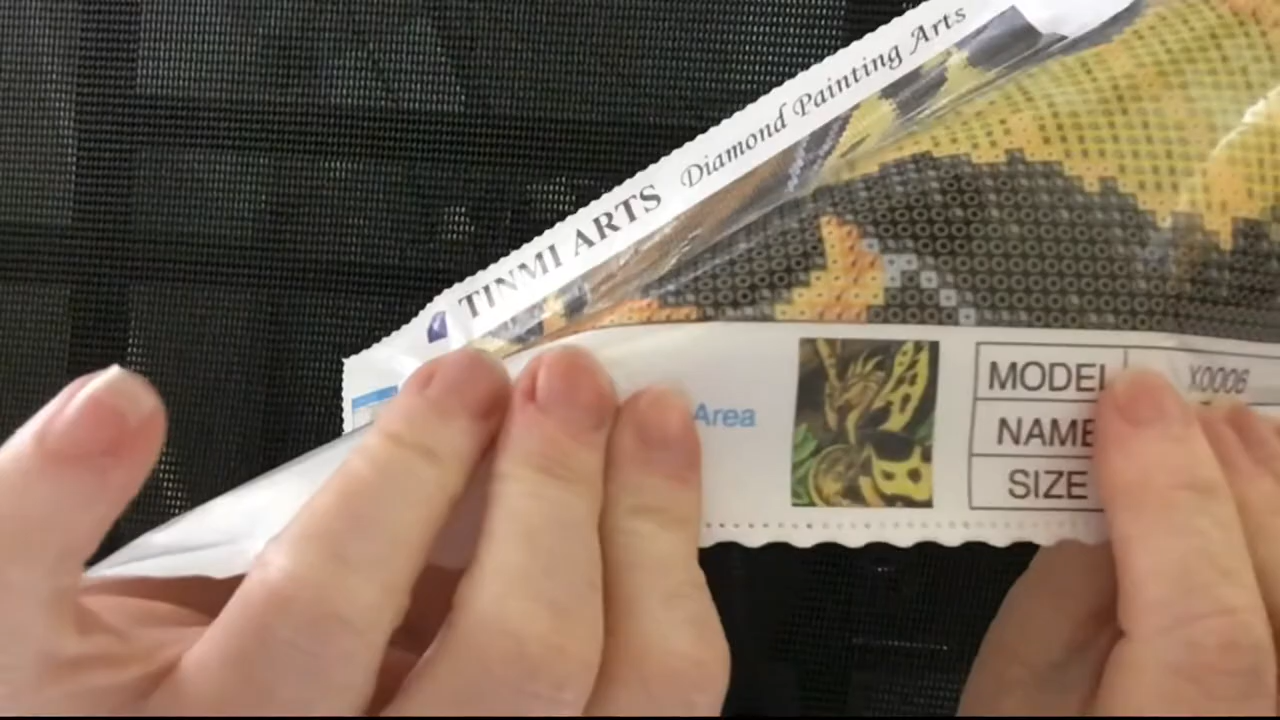 TINMI ARTS Diamond Painting Arts
Area
MODEL X0006
NAME
SIZE